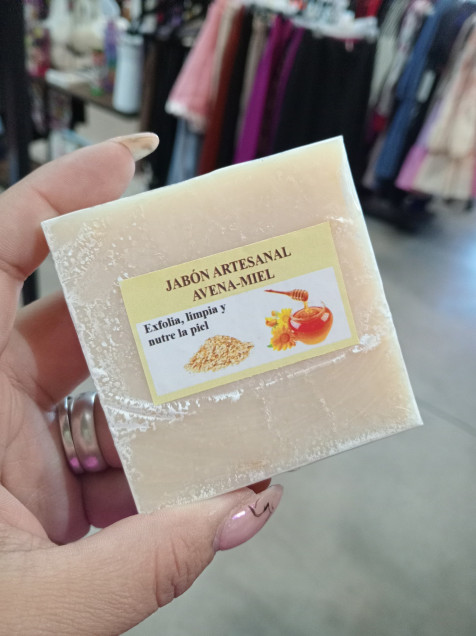 JABÓN ARTESANAL
AVENA-MIEL
Exfolia, limpia y
nutre la piel